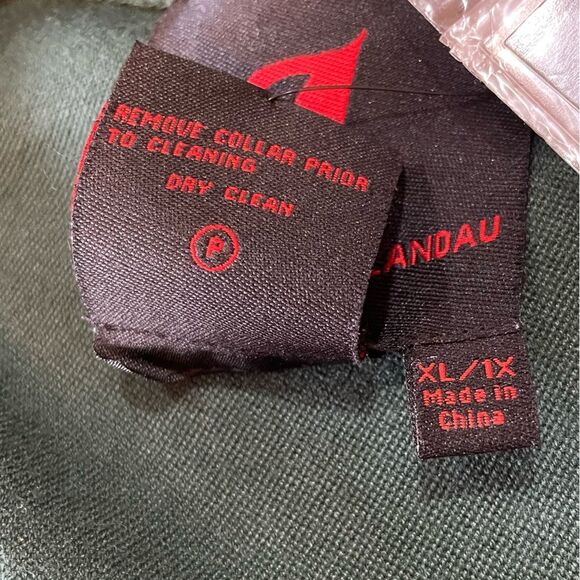 REMOVE COLLAR PRIOR
TO CLEANING
DRY CLEAN
P
LANDAU
XL/1X
Made in
China